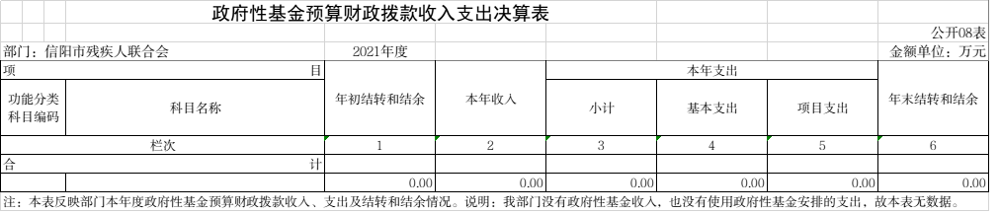 政府性基金预算财政拨款收入支出决算表
公开08表
部门：信阳市残疾人联合会 2021年度 金额单位：万元
项 目 年初结转和结余 本年收入 本年支出 年末结转和结余
功能分类科目编码 科目名称 小计 基本支出 项目支出
栏次 1 2 3 4 5 6
合 计
0.00 0.00 0.00 0.00 0.00 0.00
注：本表反映部门本年度政府性基金预算财政拨款收入、支出及结转和结余情况。说明：我部门没有政府性基金收入，也没有使用政府性基金安排的支出，故本表无数据。